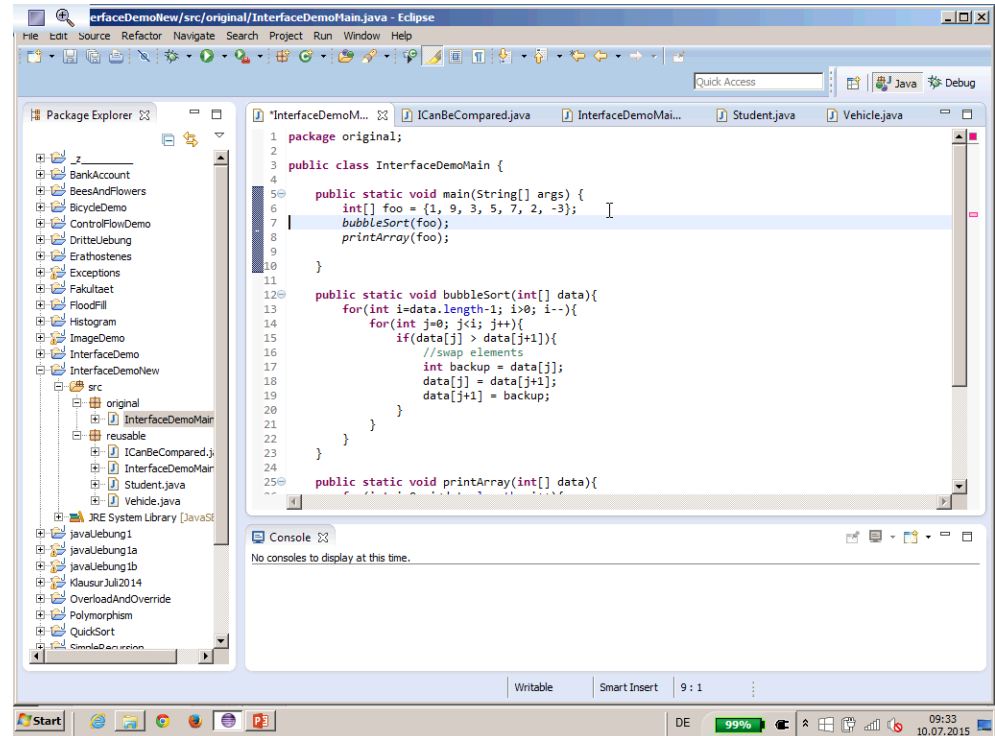 erfaceDemoNew/src/original/InterfaceDemoMain.java - Eclipse
File Edit Source Refactor Navigate Search Project Run Window Help
Quick Access
Java
Debug
Package Explorer
_z_________
BankAccount
BeesAndFlowers
BicycleDemo
ControlFlowDemo
DritteUebung
Erathostenes
Exceptions
Fakultaet
FloodFill
Histogram
ImageDemo
InterfaceDemo
InterfaceDemoNew
src
original
InterfaceDemoMain
reusable
ICanBeCompared.j
InterfaceDemoMain
Student.java
Vehicle.java
JRE System Library [JavaSE
javaUebung1
javaUebung1a
javaUebung1b
KlausurJuli2014
OverloadAndOverride
Polymorphism
QuickSort
SimpleRecursion
*InterfaceDemoM... ICanBeCompared.java InterfaceDemoMai... Student.java Vehicle.java
1 package original;
2
3 public class InterfaceDemoMain {
4
5 public static void main(String[] args) {
6 int[] foo = {1, 9, 3, 5, 7, 2, -3};
7 bubbleSort(foo);
8 printArray(foo);
9
10 }
11
12 public static void bubbleSort(int[] data){
13 for(int i=data.length-1; i>0; i--){
14 for(int j=0; j<i; j++){
15 if(data[j] > data[j+1]){
16 //swap elements
17 int backup = data[j];
18 data[j] = data[j+1];
19 data[j+1] = backup;
20 }
21 }
22 }
23 }
24
25 public static void printArray(int[] data){
Console
No consoles to display at this time.
Writable Smart Insert 9 : 1
Start
DE
99%
09:33
10.07.2015